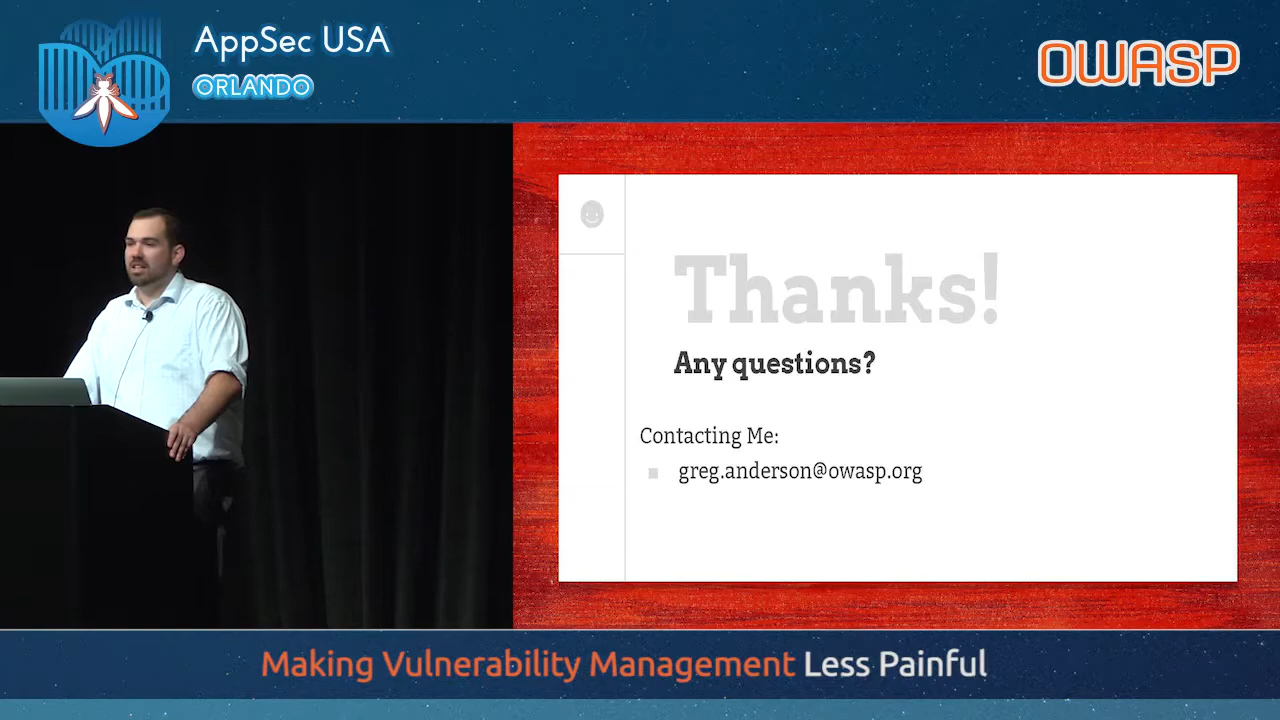 AppSec USA
ORLANDO
OWASP
Thanks!
Any questions?
Contacting Me:
greg.anderson@owasp.org
Making Vulnerability Management Less Painful